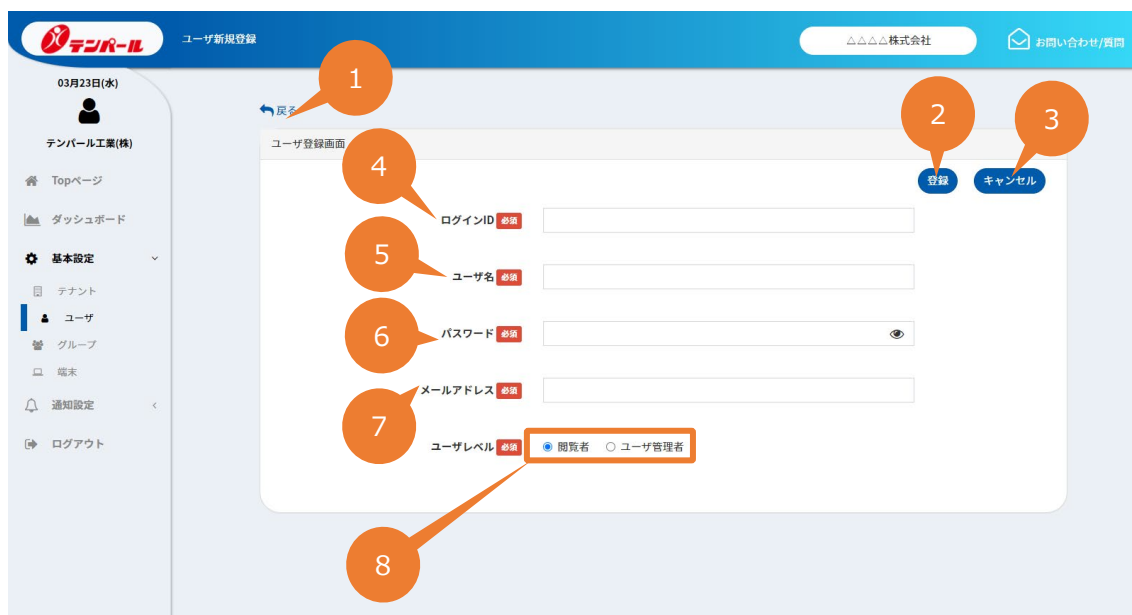 テンパール
ユーザ新規登録
△△△△株式会社
お問い合わせ/質問
03月23日(水)
テンパール工業(株)
Topページ
ダッシュボード
基本設定
テナント
ユーザ
グループ
端末
通知設定
ログアウト
1
戻る
2
3
ユーザ登録画面
登録
キャンセル
4
ログインID 必須
5
ユーザ名 必須
6
パスワード 必須
7
メールアドレス 必須
ユーザレベル 必須
閲覧者
ユーザ管理者
8